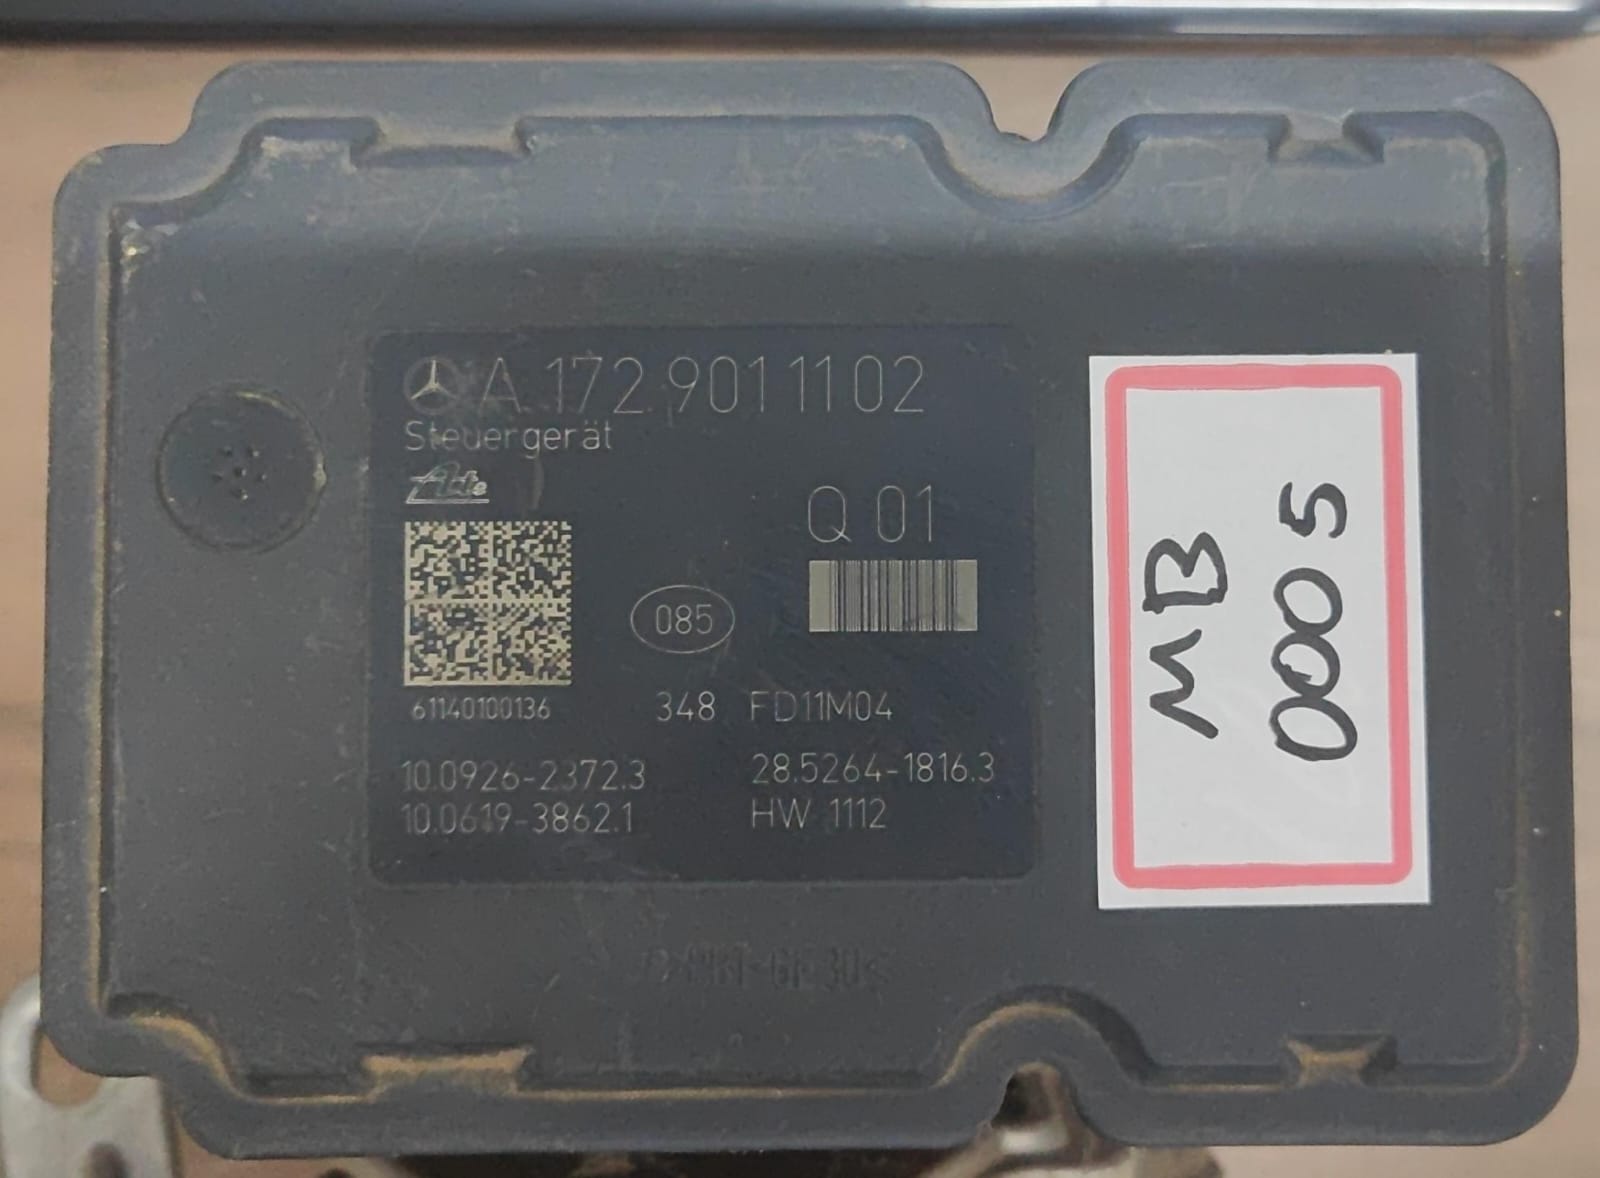 A 172 901 11 02
Steuergerät
Ate
Q 01
085
61140100136
348 FD11M04
10.0926-2372.3
28.5264-1816.3
10.0619-3862.1
HW 1112
MB
0005